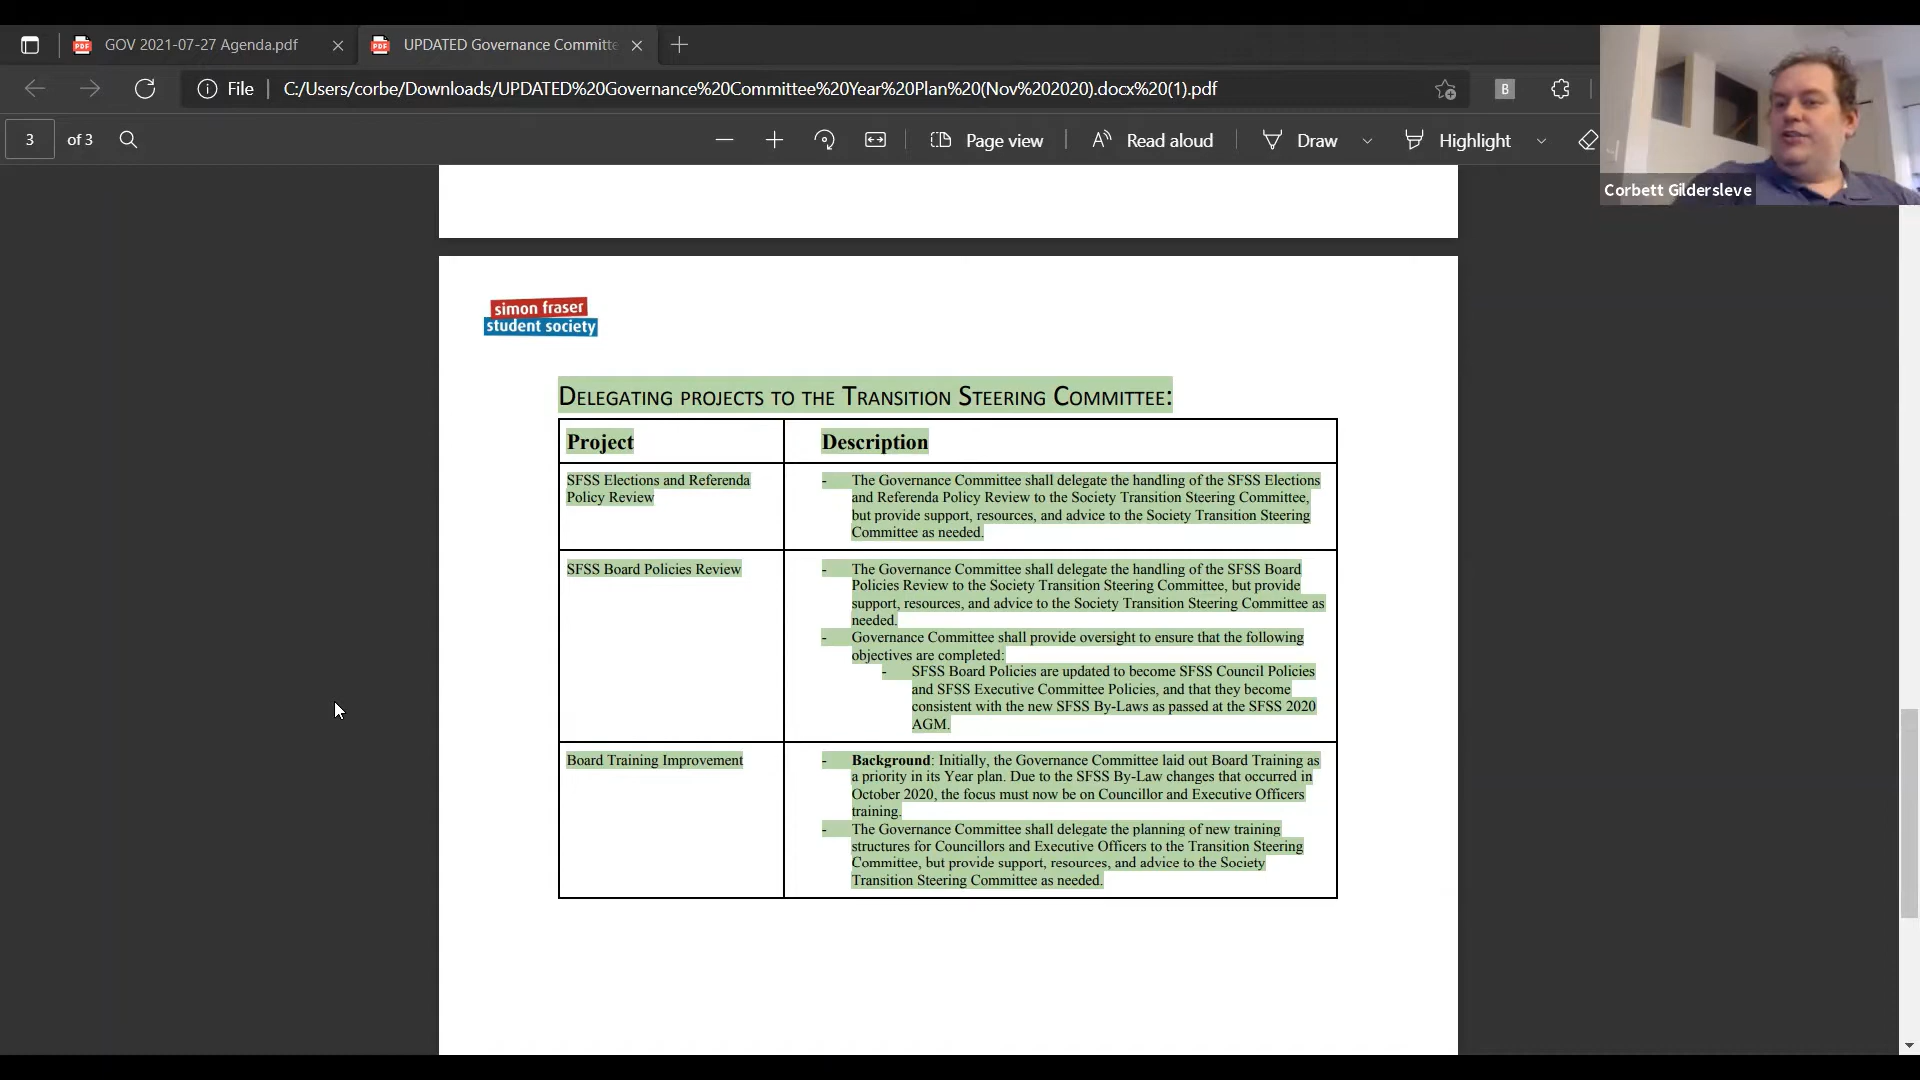 GOV 2021-07-27 Agenda.pdf
UPDATED Governance Committe
File
C:/Users/corbe/Downloads/UPDATED%20Governance%20Committee%20Year%20Plan%20(Nov%202020).docx%20(1).pdf
B
3 of 3
Page view
Read aloud
Draw
Highlight
Corbett Gildersleve
simon fraser
student society
DELEGATING PROJECTS TO THE TRANSITION STEERING COMMITTEE:
Project
Description
SFSS Elections and Referenda
Policy Review
- The Governance Committee shall delegate the handling of the SFSS Elections
and Referenda Policy Review to the Society Transition Steering Committee,
but provide support, resources, and advice to the Society Transition Steering
Committee as needed.
SFSS Board Policies Review
- The Governance Committee shall delegate the handling of the SFSS Board
Policies Review to the Society Transition Steering Committee, but provide
support, resources, and advice to the Society Transition Steering Committee as
needed.
- Governance Committee shall provide oversight to ensure that the following
objectives are completed:
- SFSS Board Policies are updated to become SFSS Council Policies
and SFSS Executive Committee Policies, and that they become
consistent with the new SFSS By-Laws as passed at the SFSS 2020
AGM.
Board Training Improvement
- Background: Initially, the Governance Committee laid out Board Training as
a priority in its Year plan. Due to the SFSS By-Law changes that occurred in
October 2020, the focus must now be on Councillor and Executive Officers
training.
- The Governance Committee shall delegate the planning of new training
structures for Councillors and Executive Officers to the Transition Steering
Committee, but provide support, resources, and advice to the Society
Transition Steering Committee as needed.